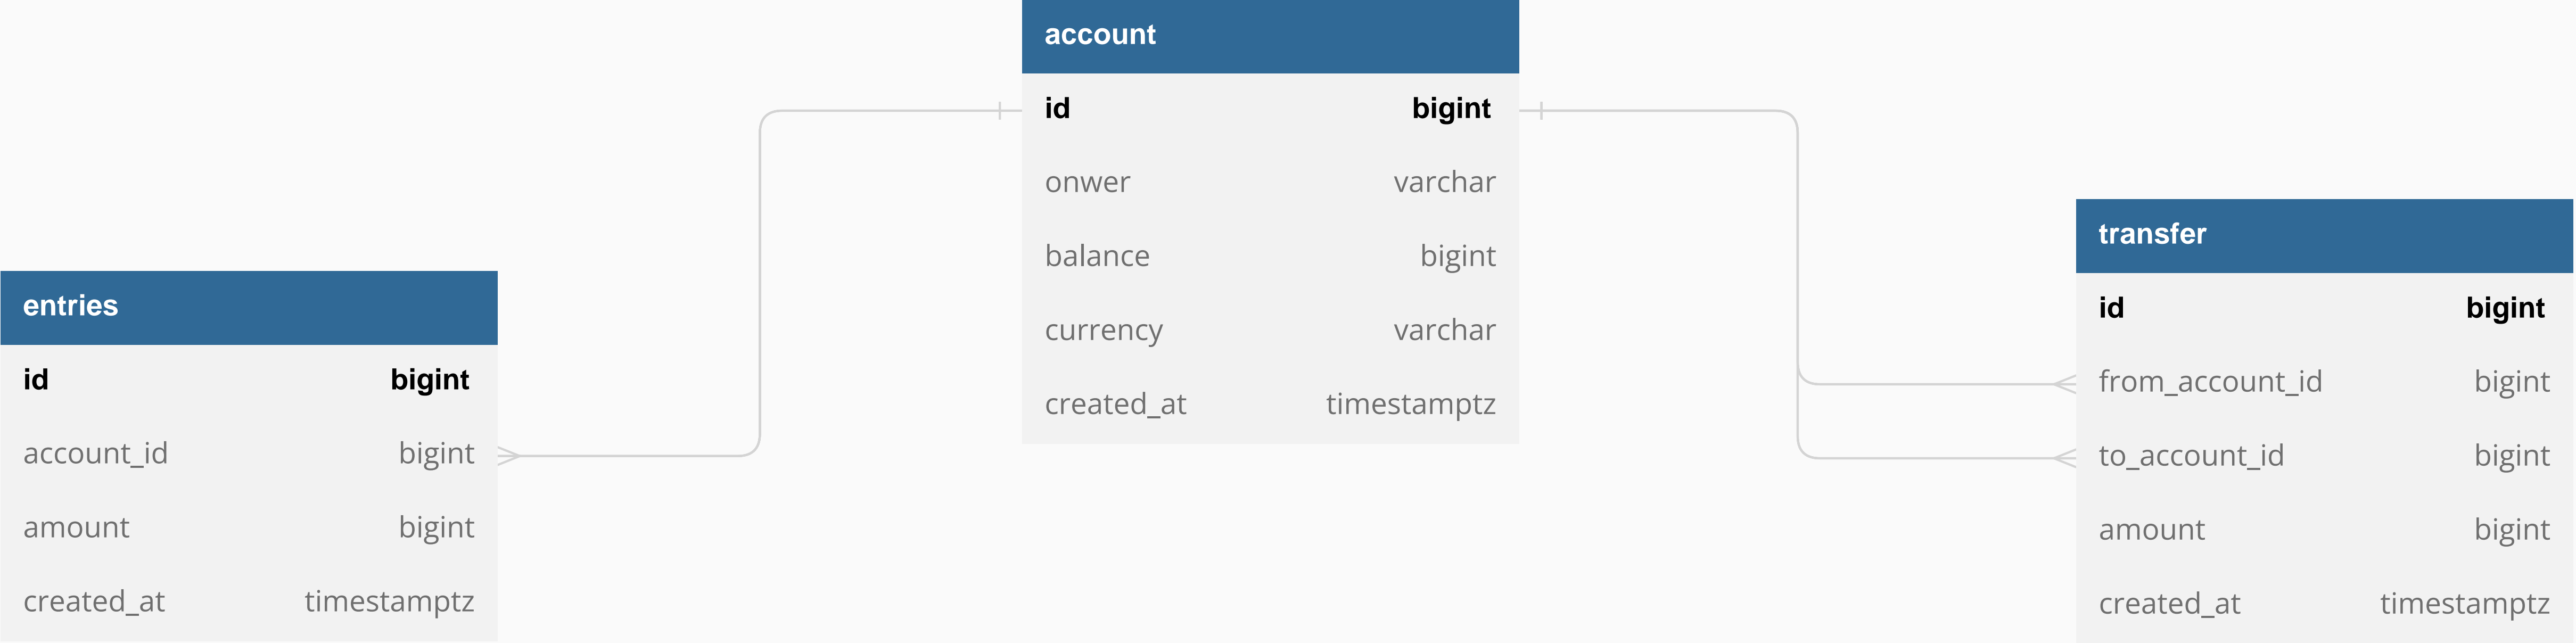 account
id bigint
onwer varchar
balance bigint
currency varchar
created_at timestamptz
entries
id bigint
account_id bigint
amount bigint
created_at timestamptz
transfer
id bigint
from_account_id bigint
to_account_id bigint
amount bigint
created_at timestamptz